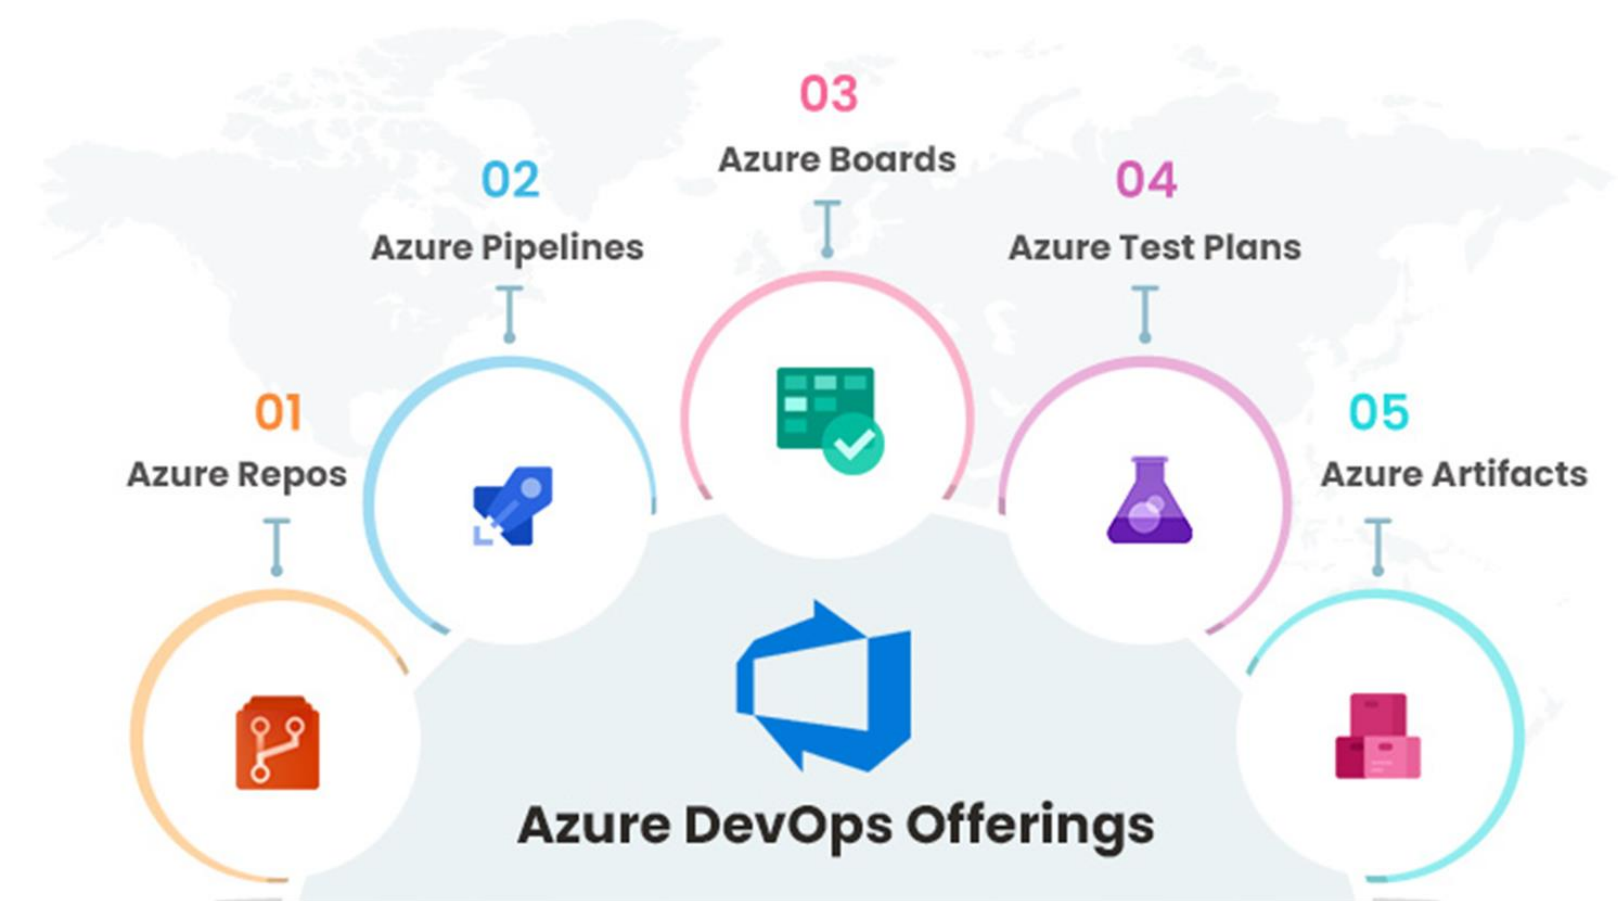 01
Azure Repos
02
Azure Pipelines
03
Azure Boards
04
Azure Test Plans
05
Azure Artifacts
Azure DevOps Offerings